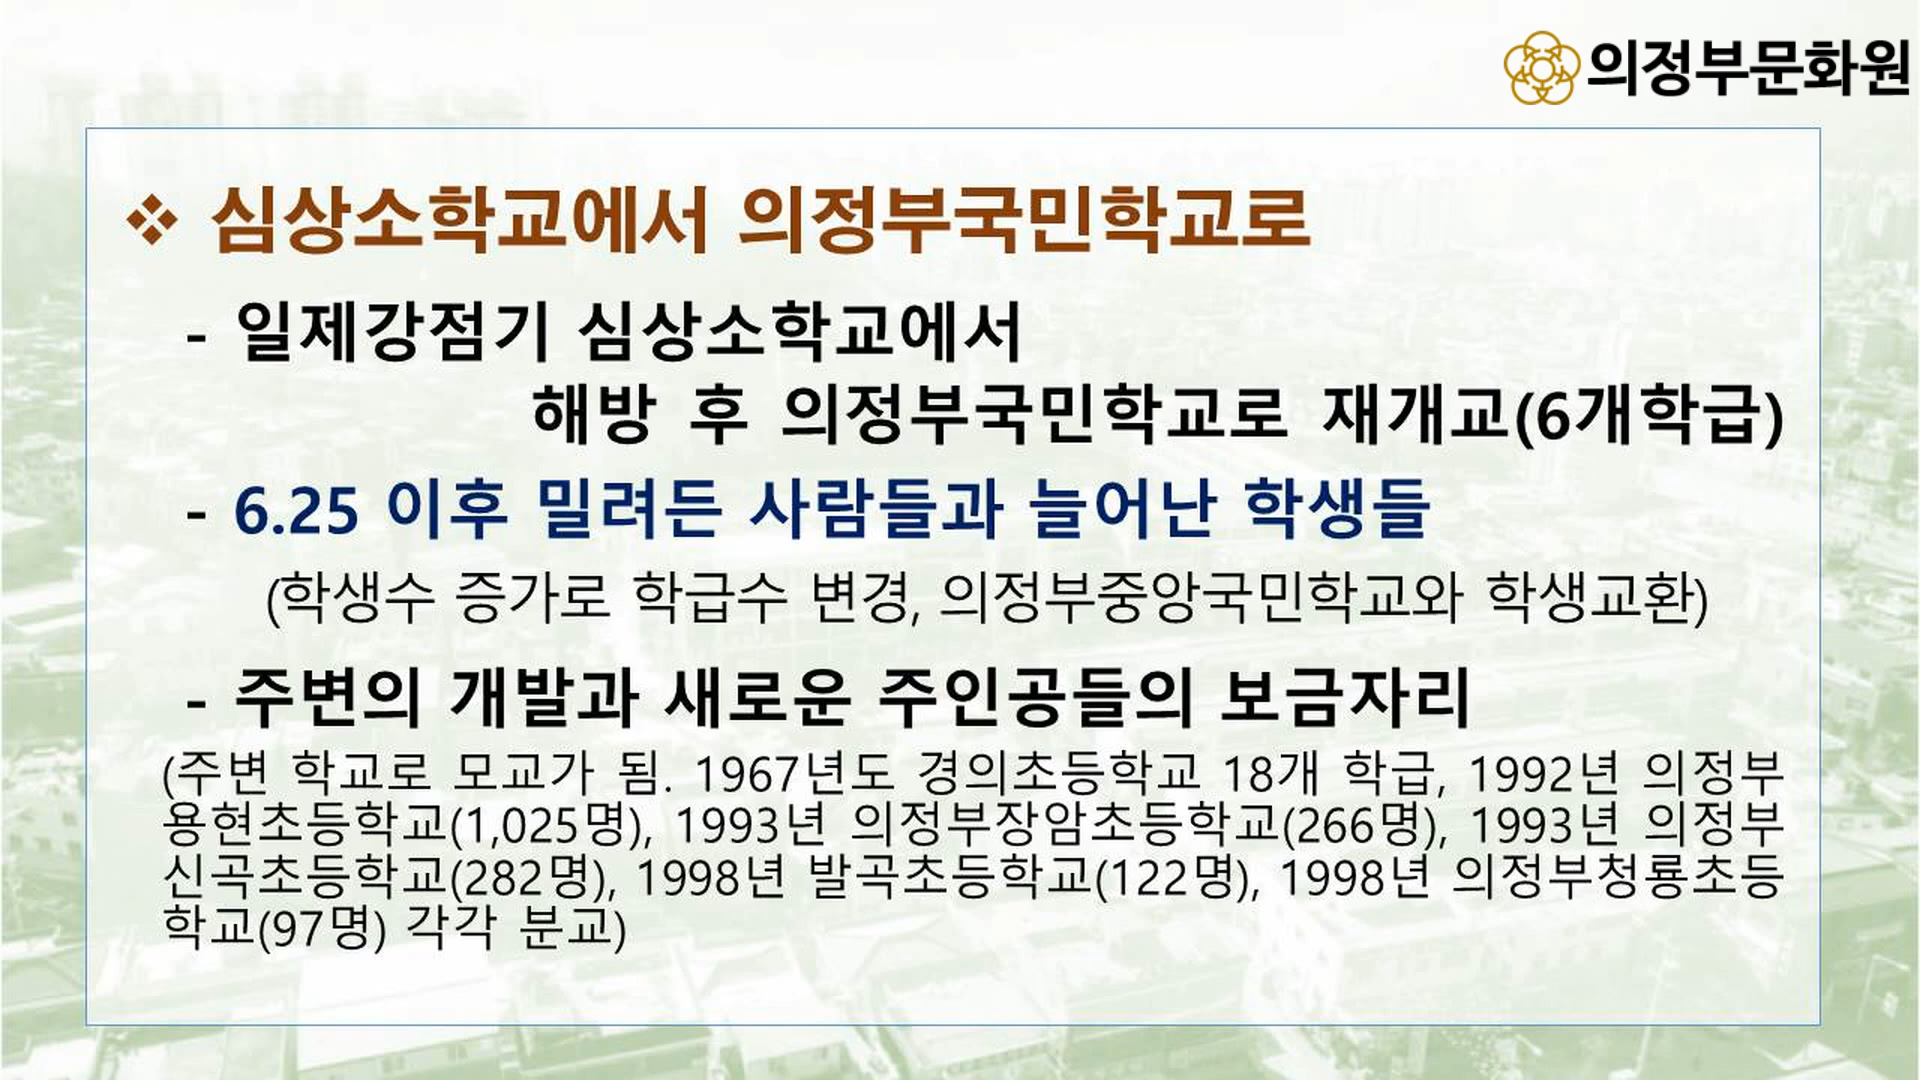 의정부문화원
❖ 심상소학교에서 의정부국민학교로
- 일제강점기 심상소학교에서
해방 후 의정부국민학교로 재개교(6개학급)
- 6.25 이후 밀려든 사람들과 늘어난 학생들
(학생수 증가로 학급수 변경, 의정부중앙국민학교와 학생교환)
- 주변의 개발과 새로운 주인공들의 보금자리
(주변 학교로 모교가 됨. 1967년도 경의초등학교 18개 학급, 1992년 의정부
용현초등학교(1,025명), 1993년 의정부장암초등학교(266명), 1993년 의정부
신곡초등학교(282명), 1998년 발곡초등학교(122명), 1998년 의정부청룡초등
학교(97명) 각각 분교)